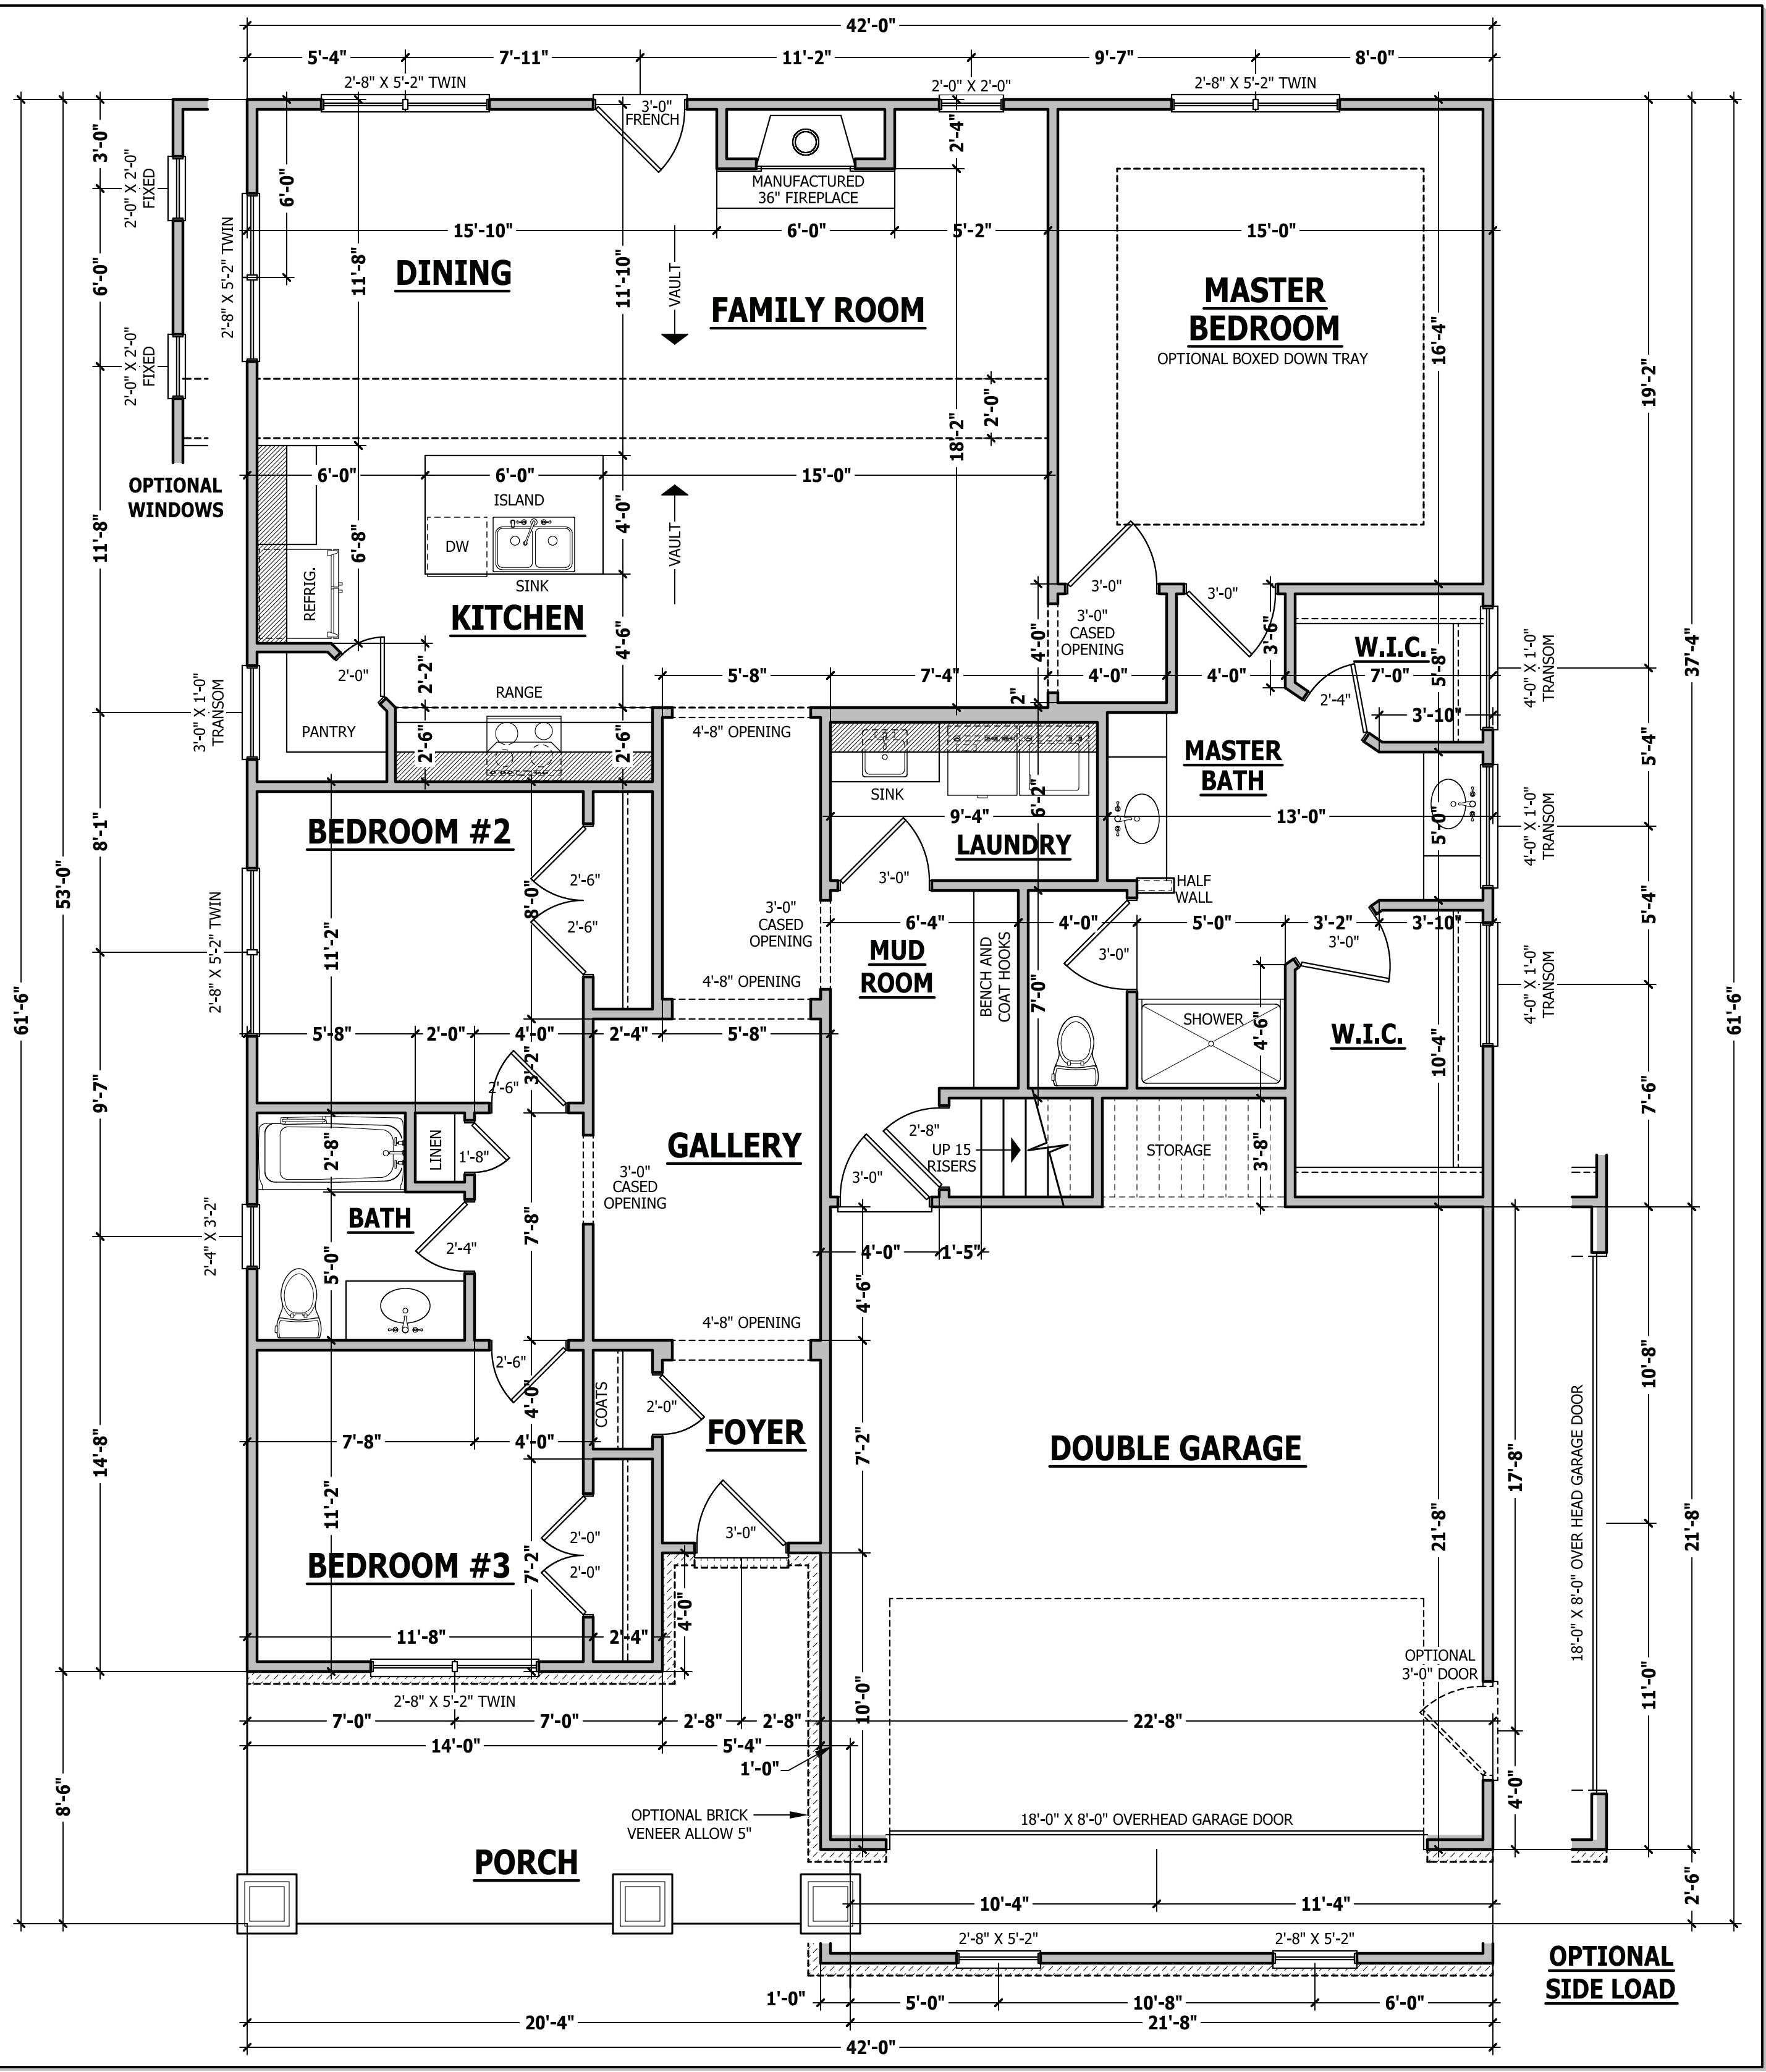 42'-0"
5'-4" 7'-11" 11'-2" 9'-7" 8'-0"
2'-8" X 5'-2" TWIN
2'-0" X 2'-0"
2'-8" X 5'-2" TWIN
3'-0"
FRENCH
3'-0"
2'-0" X 2'-0"
FIXED
6'-0"
2'-4"
MANUFACTURED
36" FIREPLACE
15'-10" 6'-0" 5'-2" 15'-0"
2'-8" X 5'-2" TWIN
11'-8"
11'-10"
DINING
VAULT
FAMILY ROOM
MASTER
BEDROOM
OPTIONAL BOXED DOWN TRAY
16'-4"
19'-2"
6'-0"
2'-0" X 2'-0"
FIXED
2'-0"
18'-2"
OPTIONAL
WINDOWS
6'-0" 6'-0" 15'-0"
ISLAND
4'-0"
DW
SINK
VAULT
11'-8"
6'-8"
REFRIG.
KITCHEN
4'-6"
3'-0"
3'-0"
3'-0"
CASED
OPENING
4'-0"
3'-6"
W.I.C.
5'-8"
4'-0" X 1'-0"
TRANSOM
37'-4"
2'-0"
2'-2"
5'-8" 7'-4" 4'-0" 4'-0" 7'-0"
2'-4"
2"
3'-10"
3'-0" X 1'-0"
TRANSOM
PANTRY
RANGE
2'-6"
2'-6"
4'-8" OPENING
SINK
6'-2"
MASTER
BATH
5'-4"
9'-4" 13'-0"
5'-0"
4'-0" X 1'-0"
TRANSOM
8'-1"
BEDROOM #2
LAUNDRY
53'-0"
2'-6"
8'-0"
2'-6"
3'-0"
HALF
WALL
3'-0"
CASED
OPENING
6'-4" 4'-0" 5'-0" 3'-2" 3'-10"
5'-4"
2'-8" X 5'-2" TWIN
11'-2"
MUD
ROOM
BENCH AND
COAT HOOKS
3'-0"
3'-0"
4'-8" OPENING
7'-0"
4'-0" X 1'-0"
TRANSOM
61'-6"
61'-6"
5'-8" 2'-0" 4'-0" 2'-4" 5'-8"
SHOWER
4'-6"
W.I.C.
10'-4"
3'-2"
2'-6"
9'-7"
7'-6"
2'-8"
LINEN
1'-8"
GALLERY
2'-8"
UP 15
RISERS
STORAGE
3'-8"
3'-0"
CASED
OPENING
3'-0"
BATH
2'-4" X 3'-2"
2'-4"
7'-8"
5'-0"
4'-0" 1'-5"
4'-6"
4'-8" OPENING
2'-6"
4'-0"
COATS
2'-0"
10'-8"
7'-8" 4'-0"
FOYER
7'-2"
DOUBLE GARAGE
14'-8"
17'-8"
18'-0" X 8'-0" OVER HEAD GARAGE DOOR
11'-2"
3'-0"
2'-0"
2'-0"
7'-2"
BEDROOM #3
21'-8"
21'-8"
4'-0"
11'-8" 2'-4"
OPTIONAL
3'-0" DOOR
11'-0"
2'-8" X 5'-2" TWIN
10'-0"
7'-0" 7'-0" 2'-8" 2'-8" 22'-8"
14'-0" 5'-4"
1'-0"
4'-0"
8'-6"
OPTIONAL BRICK
VENEER ALLOW 5"
18'-0" X 8'-0" OVERHEAD GARAGE DOOR
PORCH
2'-6"
10'-4" 11'-4"
2'-8" X 5'-2" 2'-8" X 5'-2"
OPTIONAL
SIDE LOAD
1'-0" 5'-0" 10'-8" 6'-0"
20'-4" 21'-8"
42'-0"